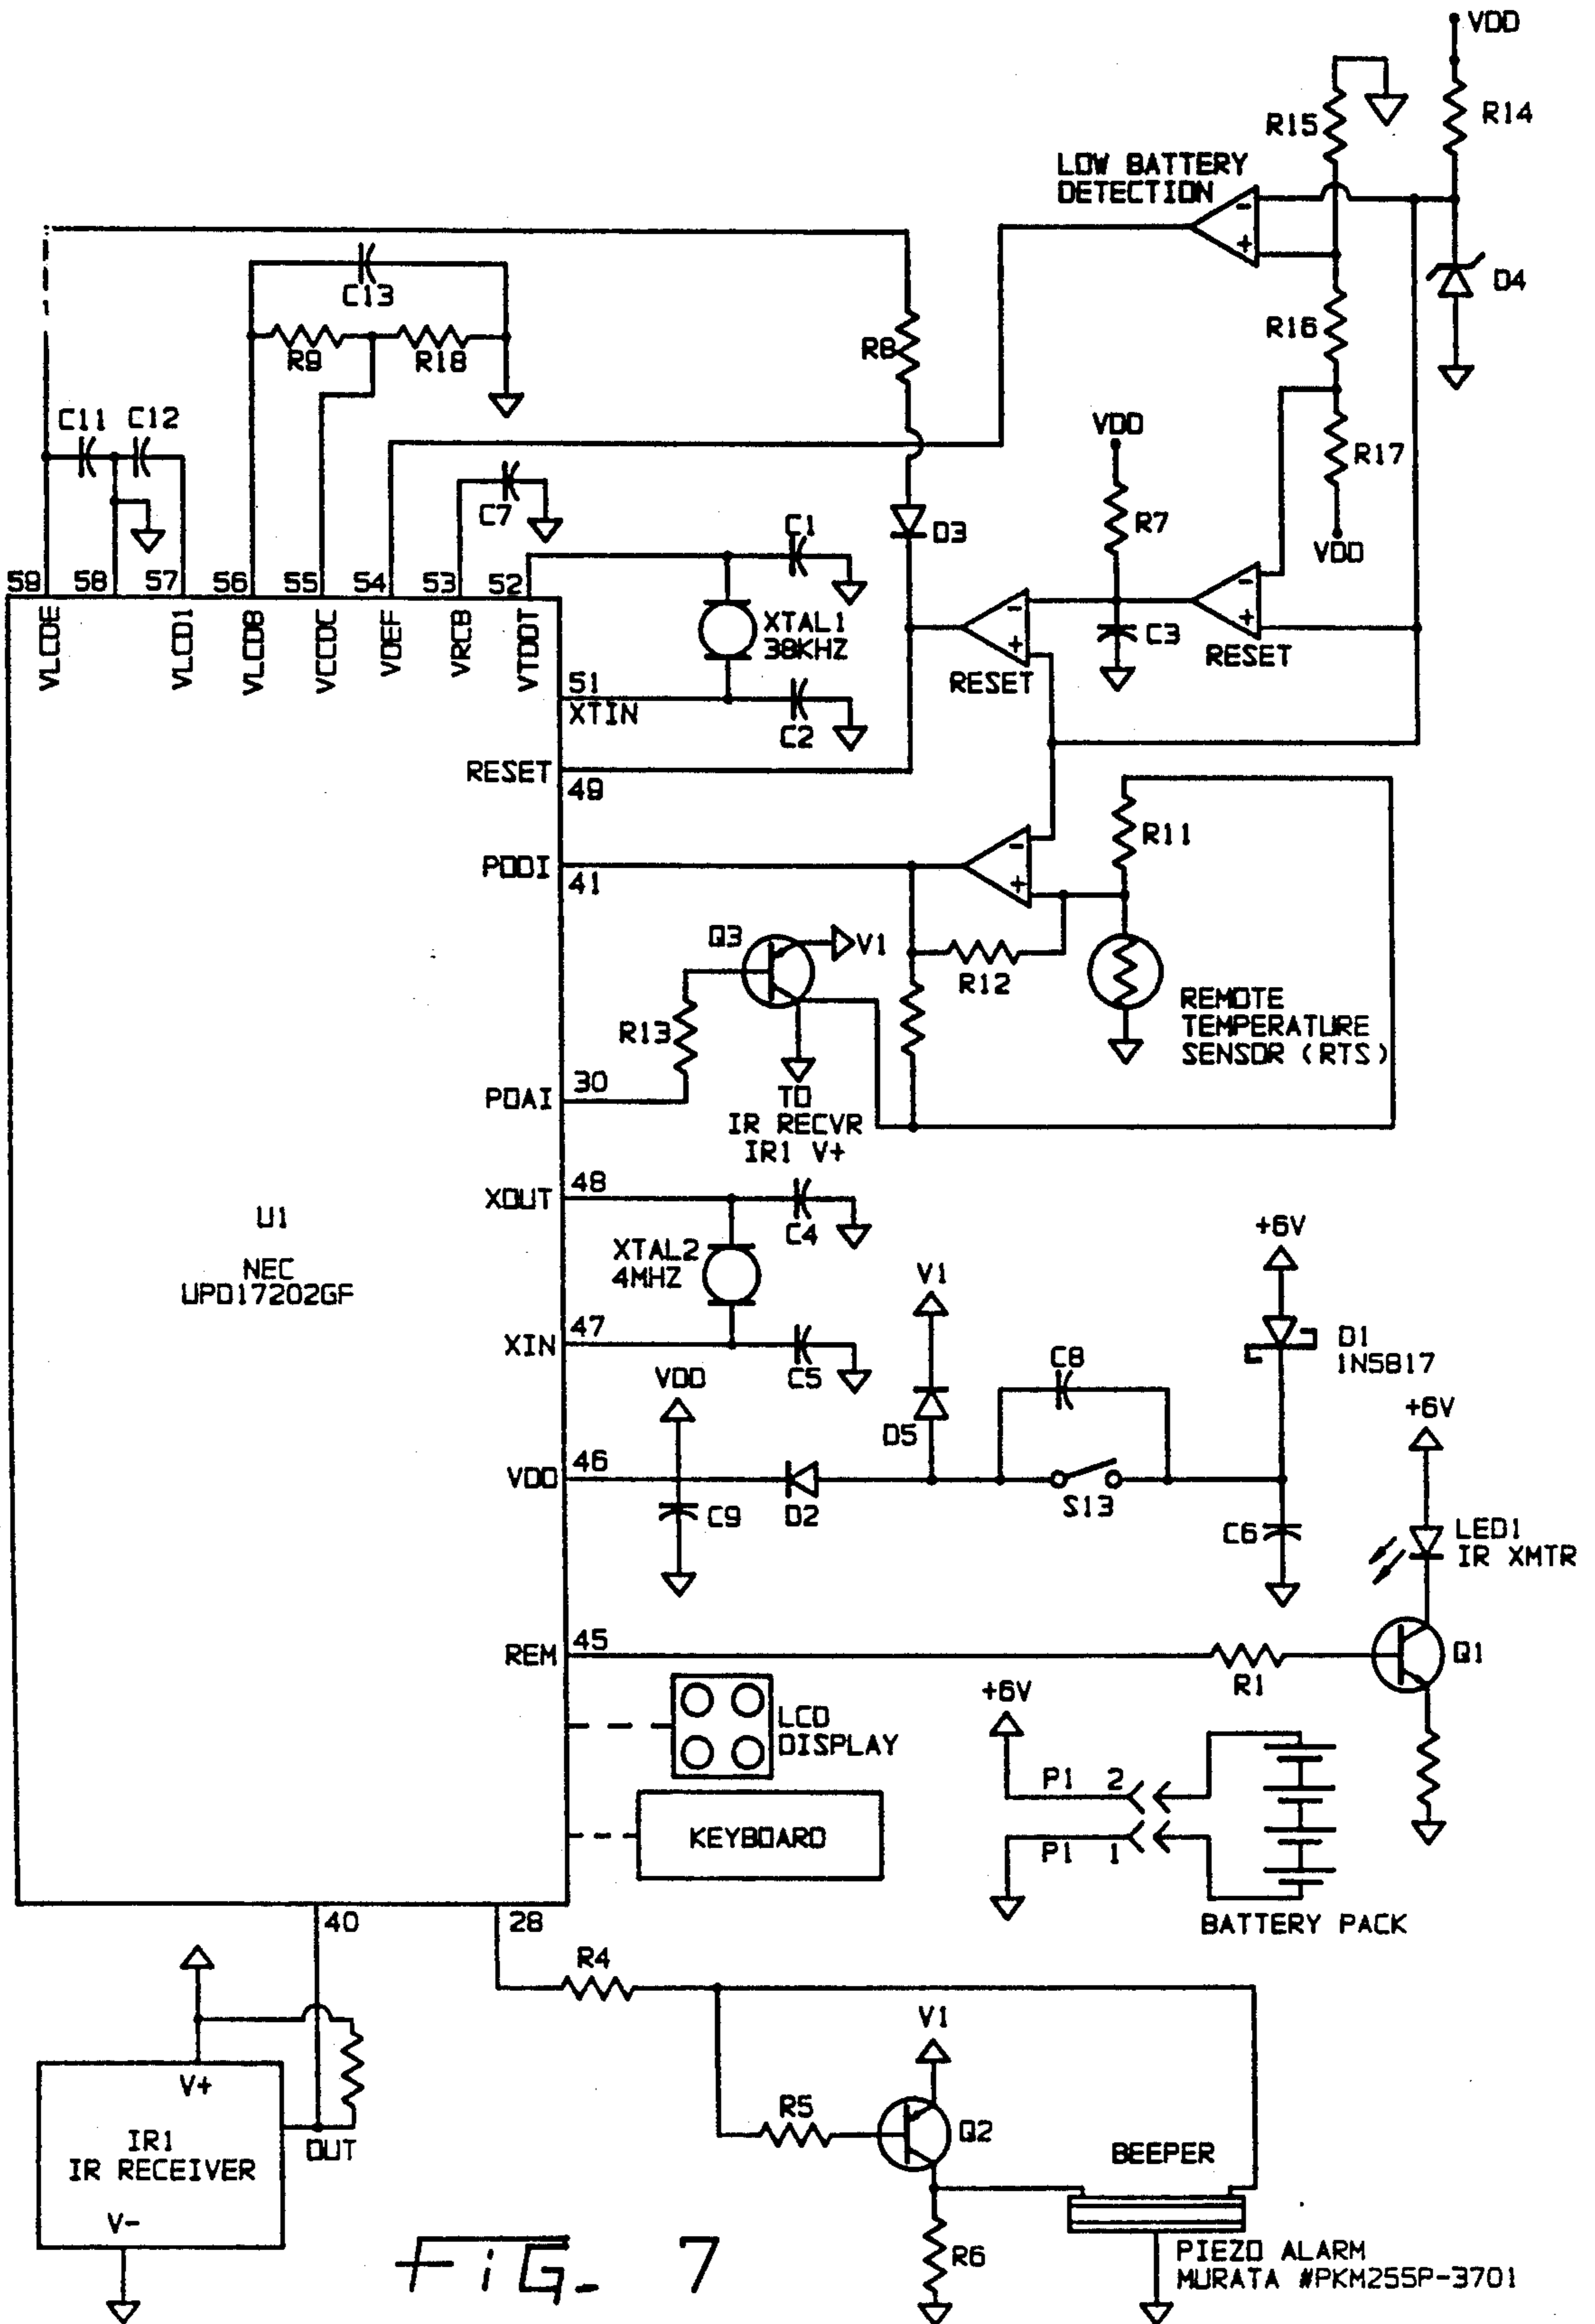 VDD
R15
R14
LOW BATTERY
DETECTION
-
+
D4
C13
R9
R18
R8
R16
C11
C12
VDD
R17
C7
R7
VDD
C1
D3
59
58
57
56
55
54
53
52
VLCDE
VLCD1
VLCDB
VCCDC
VDEF
VRCB
VTDDT
XTAL1
38KHZ
-
+
RESET
C3
-
+
RESET
51
XTIN
C2
RESET
49
R11
PDDI
41
-
+
Q3
V1
R12
REMOTE
TEMPERATURE
SENSOR (RTS)
R13
PDAI
30
TO
IR RECVR
IR1 V+
XOUT
48
C4
U1
NEC
UPD17202GF
XTAL2
4MHZ
+6V
V1
XIN
47
C5
D1
1N5817
C8
VDD
+6V
D5
VDD
46
C9
D2
S13
C6
LED1
IR XMTR
REM
45
R1
Q1
+6V
LCD
DISPLAY
P1 2
KEYBOARD
P1 1
BATTERY PACK
40
28
R4
V1
V+
R5
Q2
IR1
IR RECEIVER
OUT
BEEPER
V-
R6
PIEZO ALARM
MURATA #PKM255P-3701
FiG. 7